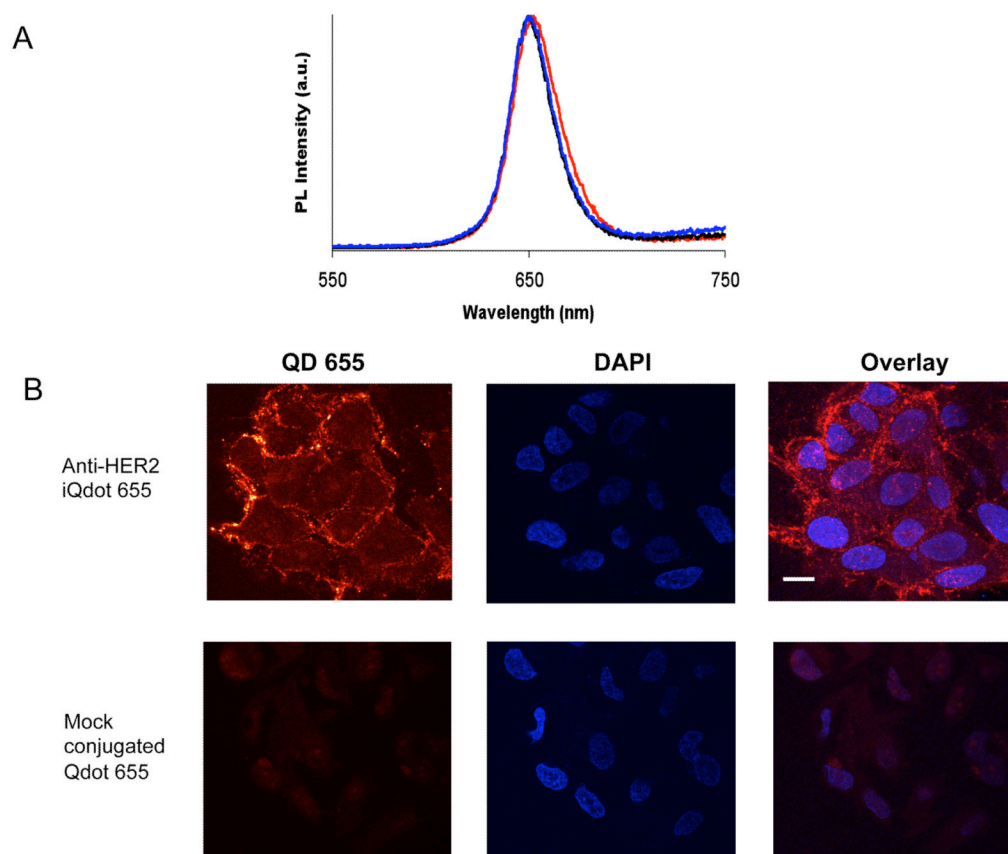 A
PL Intensity (a.u.)
550
650
750
Wavelength (nm)
B
QD 655
DAPI
Overlay
Anti-HER2
iQdot 655
Mock
conjugated
Qdot 655